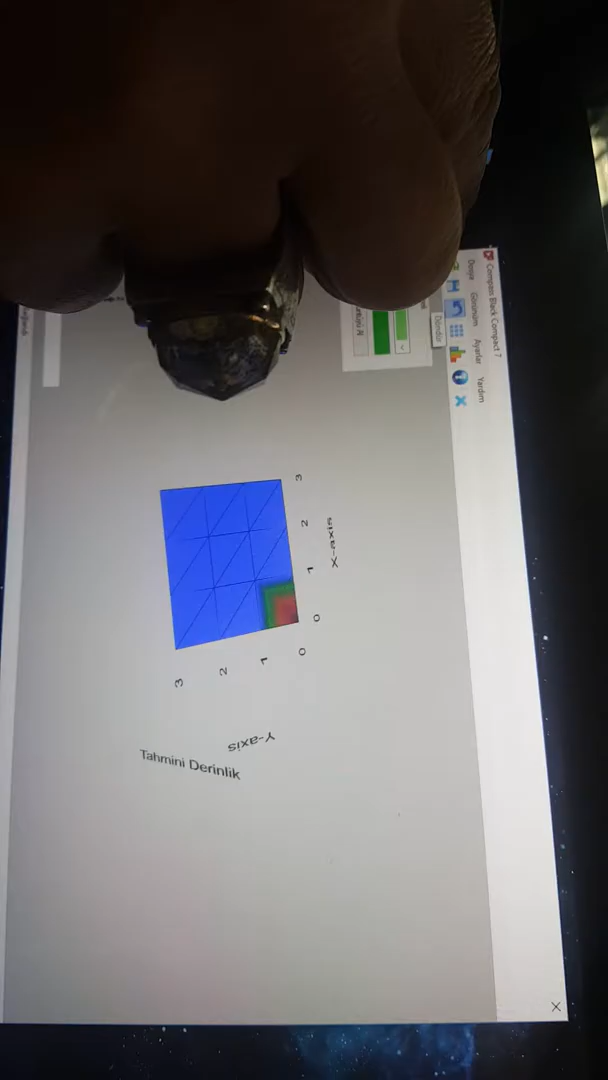 Compass Black Compact 7
Dosya Görünüm Ayarlar Yardım
Döndür
3
2
1
0
X-axis
0
1
2
3
Y-axis
Tahmini Derinlik